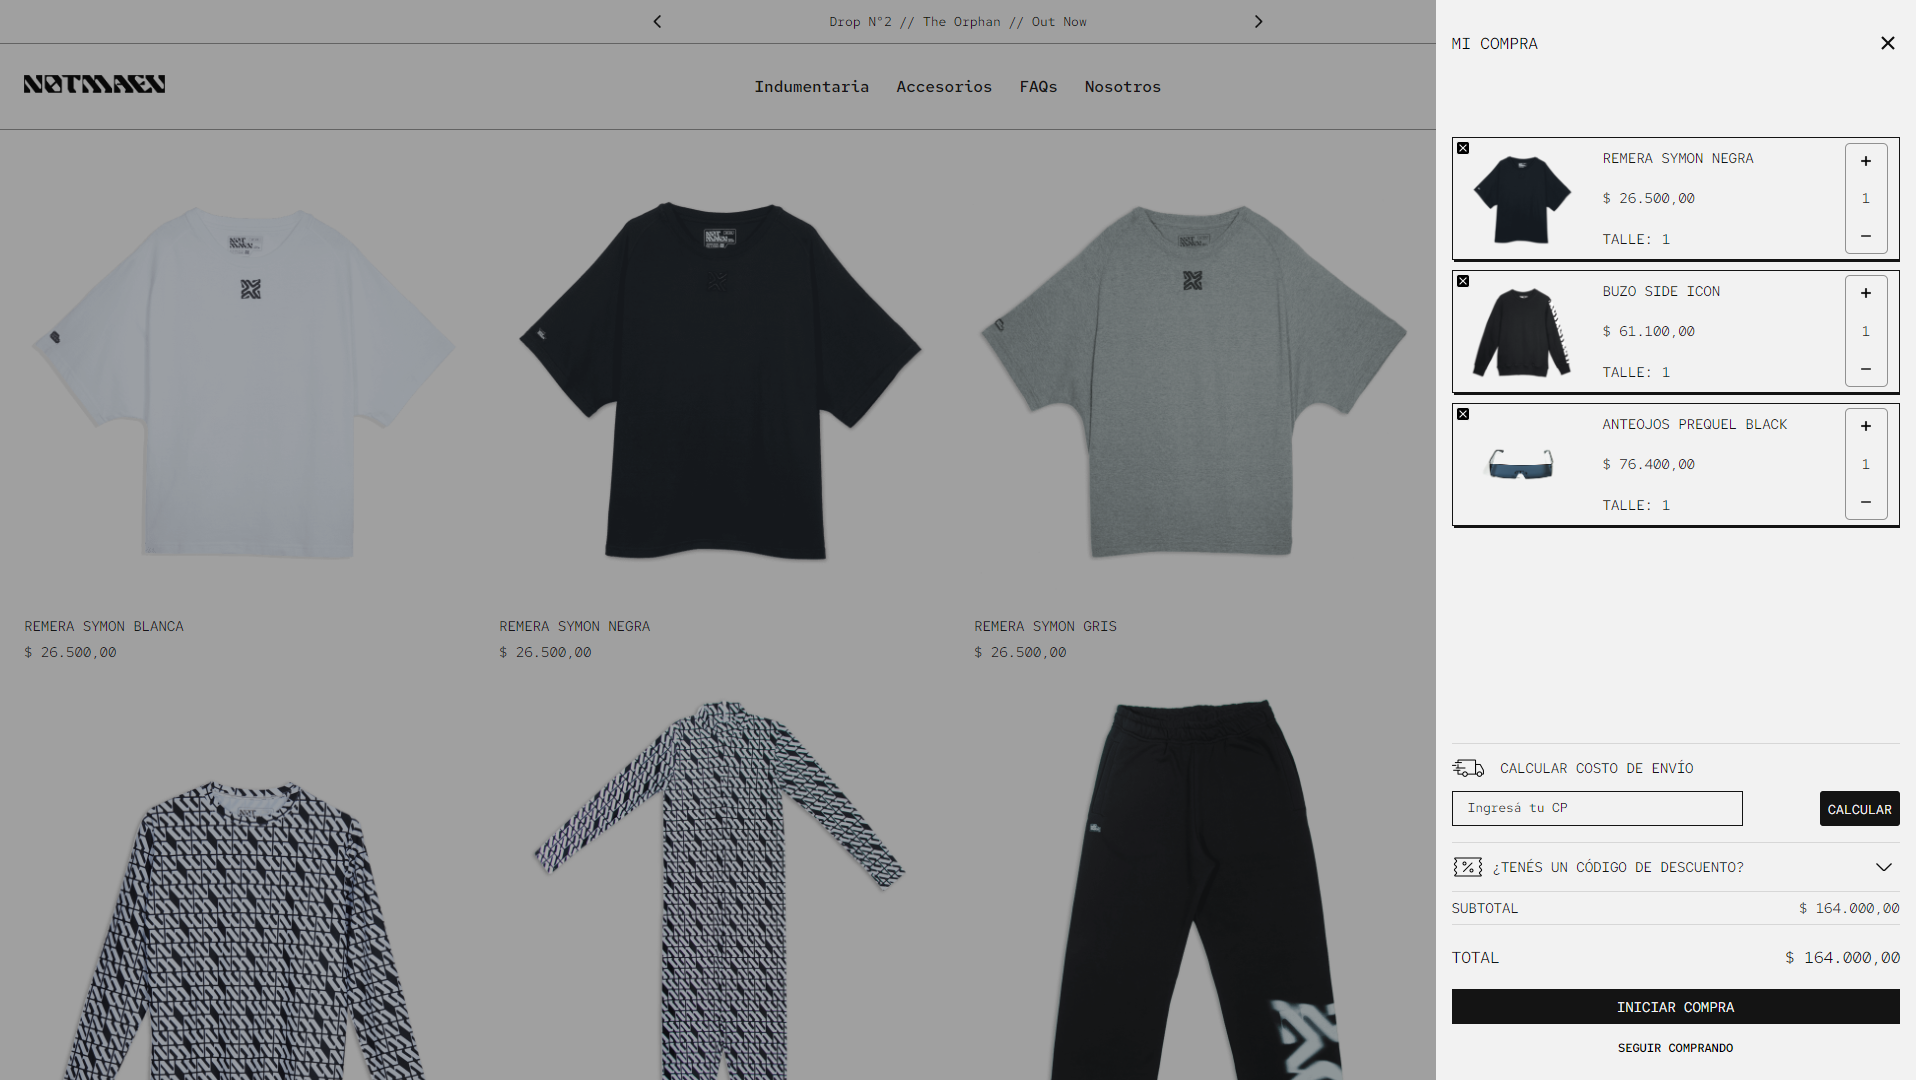 Drop N°2 // The Orphan // Out Now
NØTMAEN
Indumentaria
Accesorios
FAQs
Nosotros
REMERA SYMON BLANCA
$ 26.500,00
REMERA SYMON NEGRA
$ 26.500,00
REMERA SYMON GRIS
$ 26.500,00
MI COMPRA
REMERA SYMON NEGRA
$ 26.500,00
TALLE: 1
+
1
−
BUZO SIDE ICON
$ 61.100,00
TALLE: 1
+
1
−
ANTEOJOS PREQUEL BLACK
$ 76.400,00
TALLE: 1
+
1
−
CALCULAR COSTO DE ENVÍO
Ingresá tu CP
CALCULAR
¿TENÉS UN CÓDIGO DE DESCUENTO?
SUBTOTAL
$ 164.000,00
TOTAL
$ 164.000,00
INICIAR COMPRA
SEGUIR COMPRANDO